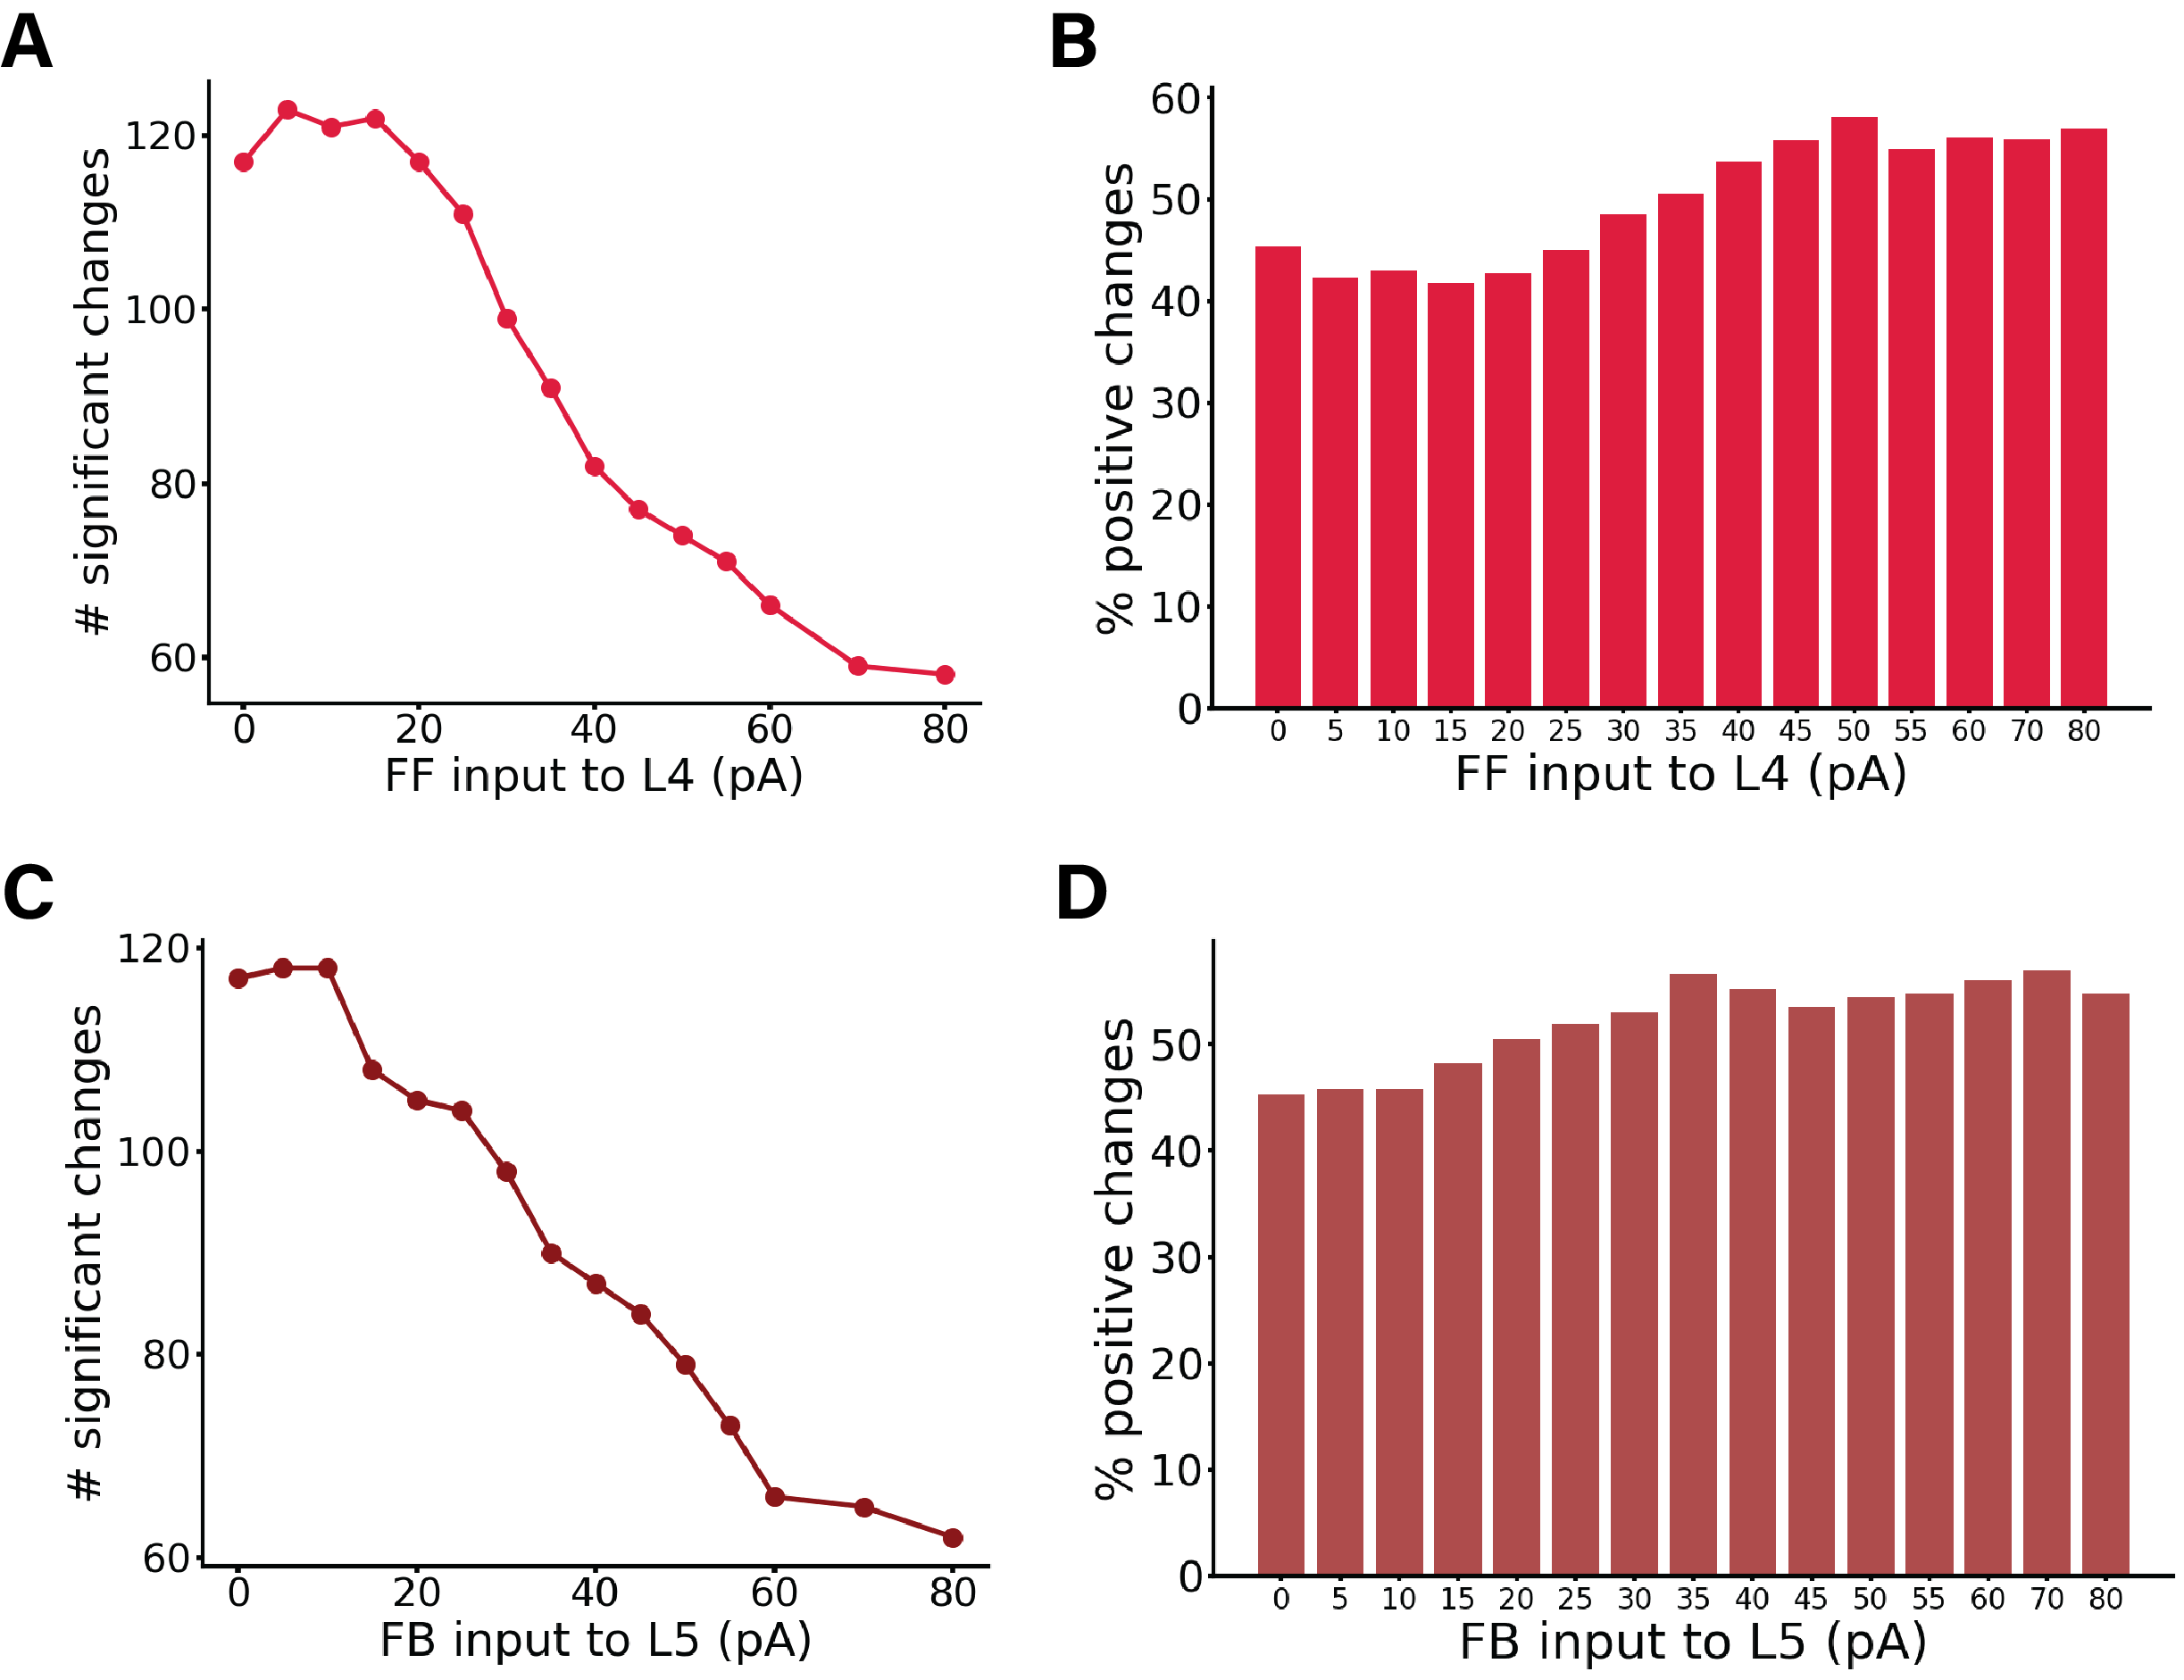 A
# significant changes
120
100
80
60
0 20 40 60 80
FF input to L4 (pA)
B
% positive changes
60
50
40
30
20
10
0
0 5 10 15 20 25 30 35 40 45 50 55 60 70 80
FF input to L4 (pA)
C
# significant changes
120
100
80
60
0 20 40 60 80
FB input to L5 (pA)
D
% positive changes
50
40
30
20
10
0
0 5 10 15 20 25 30 35 40 45 50 55 60 70 80
FB input to L5 (pA)